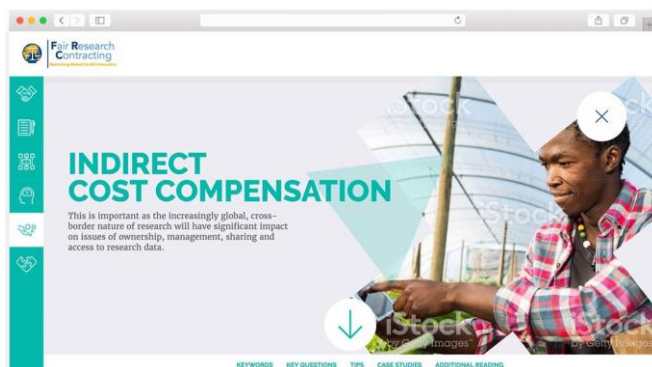 Fair Research
Contracting
INDIRECT
COST COMPENSATION
This is important as the increasingly global, cross-
border nature of research will have significant impact
on issues of ownership, management, sharing and
access to research data.
iStock
by Getty Images™
iStock
by Getty Images
KEYWORDS KEY QUESTIONS TIPS CASE STUDIES ADDITIONAL READING